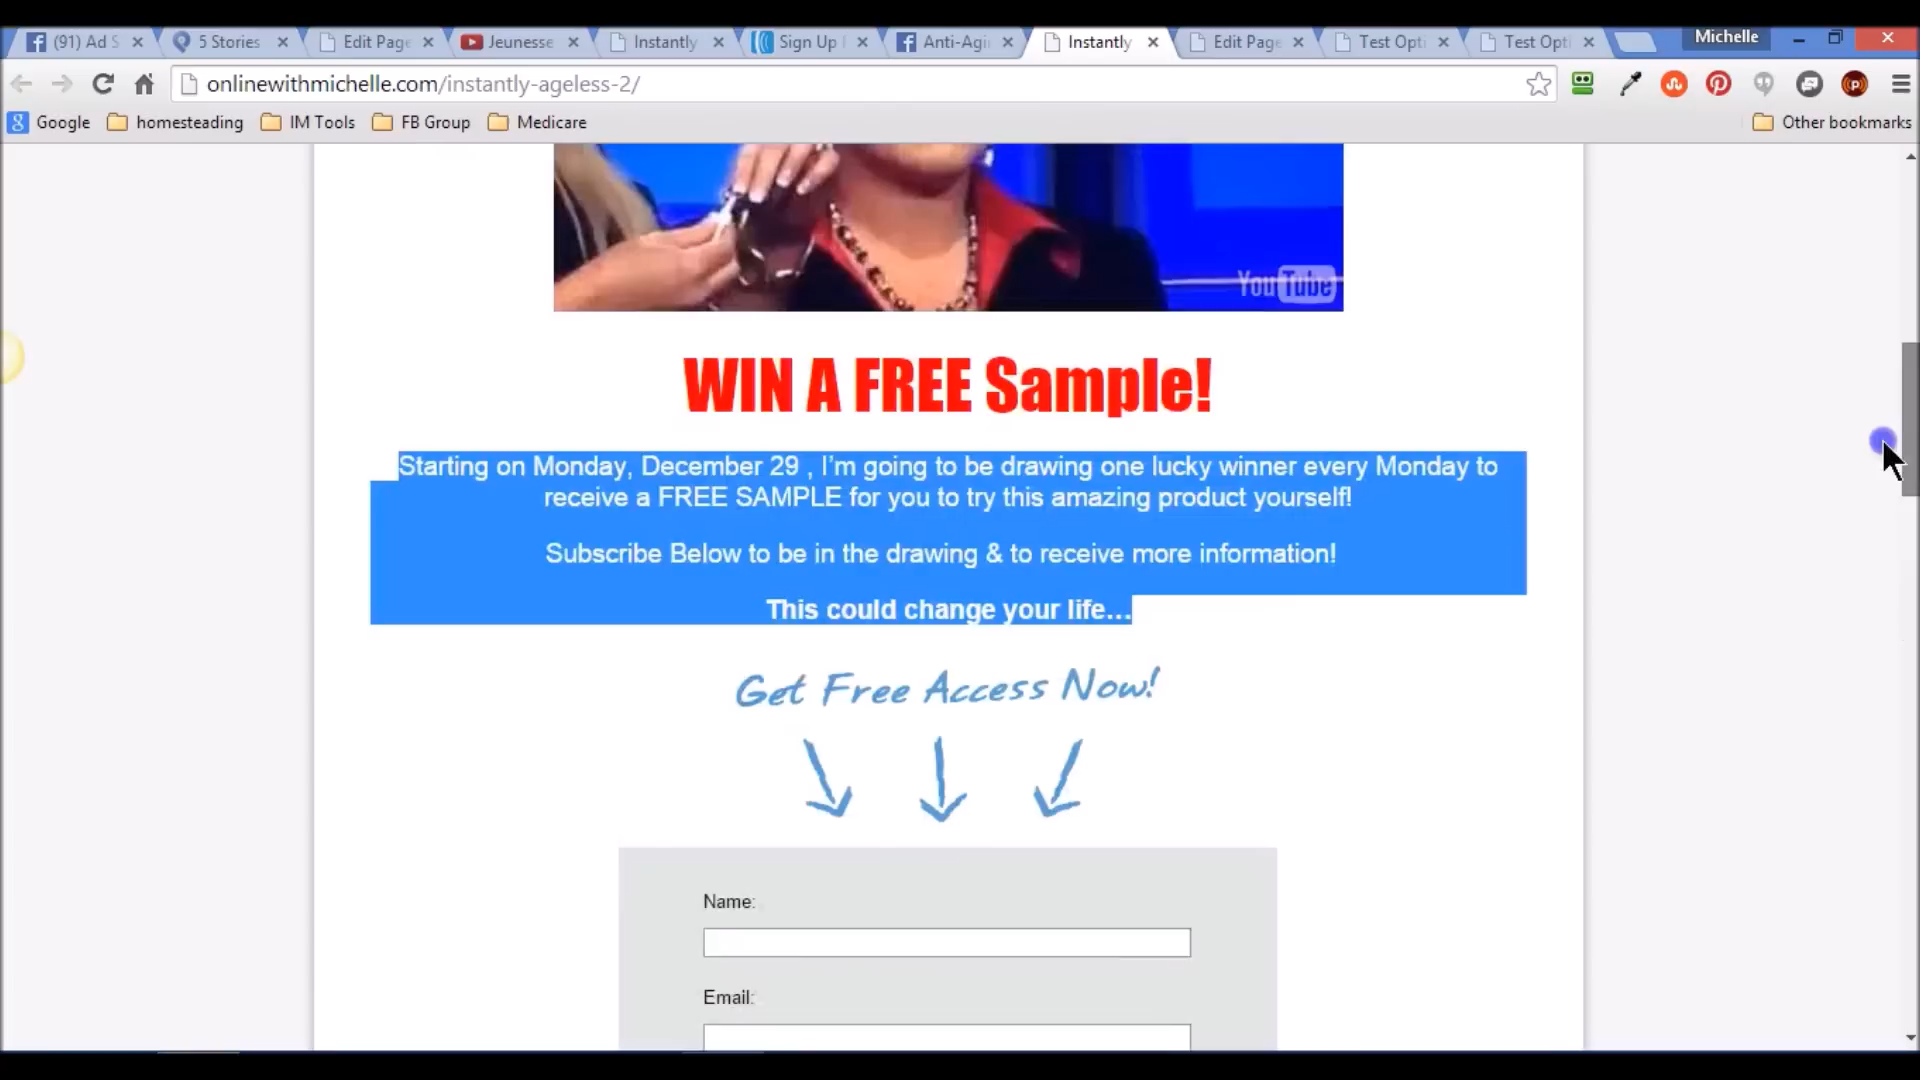 (91) Ad S
5 Stories
Edit Page
Jeunesse
Instantly
Sign Up
Anti-Agi
Instantly
Edit Page
Test Opti
Test Opti
Michelle
onlinewithmichelle.com/instantly-ageless-2/
Google
homesteading
IM Tools
FB Group
Medicare
Other bookmarks
YouTube
WIN A FREE Sample!
Starting on Monday, December 29 , I'm going to be drawing one lucky winner every Monday to
receive a FREE SAMPLE for you to try this amazing product yourself!
Subscribe Below to be in the drawing & to receive more information!
This could change your life…
Get Free Access Now!
Name:
Email: